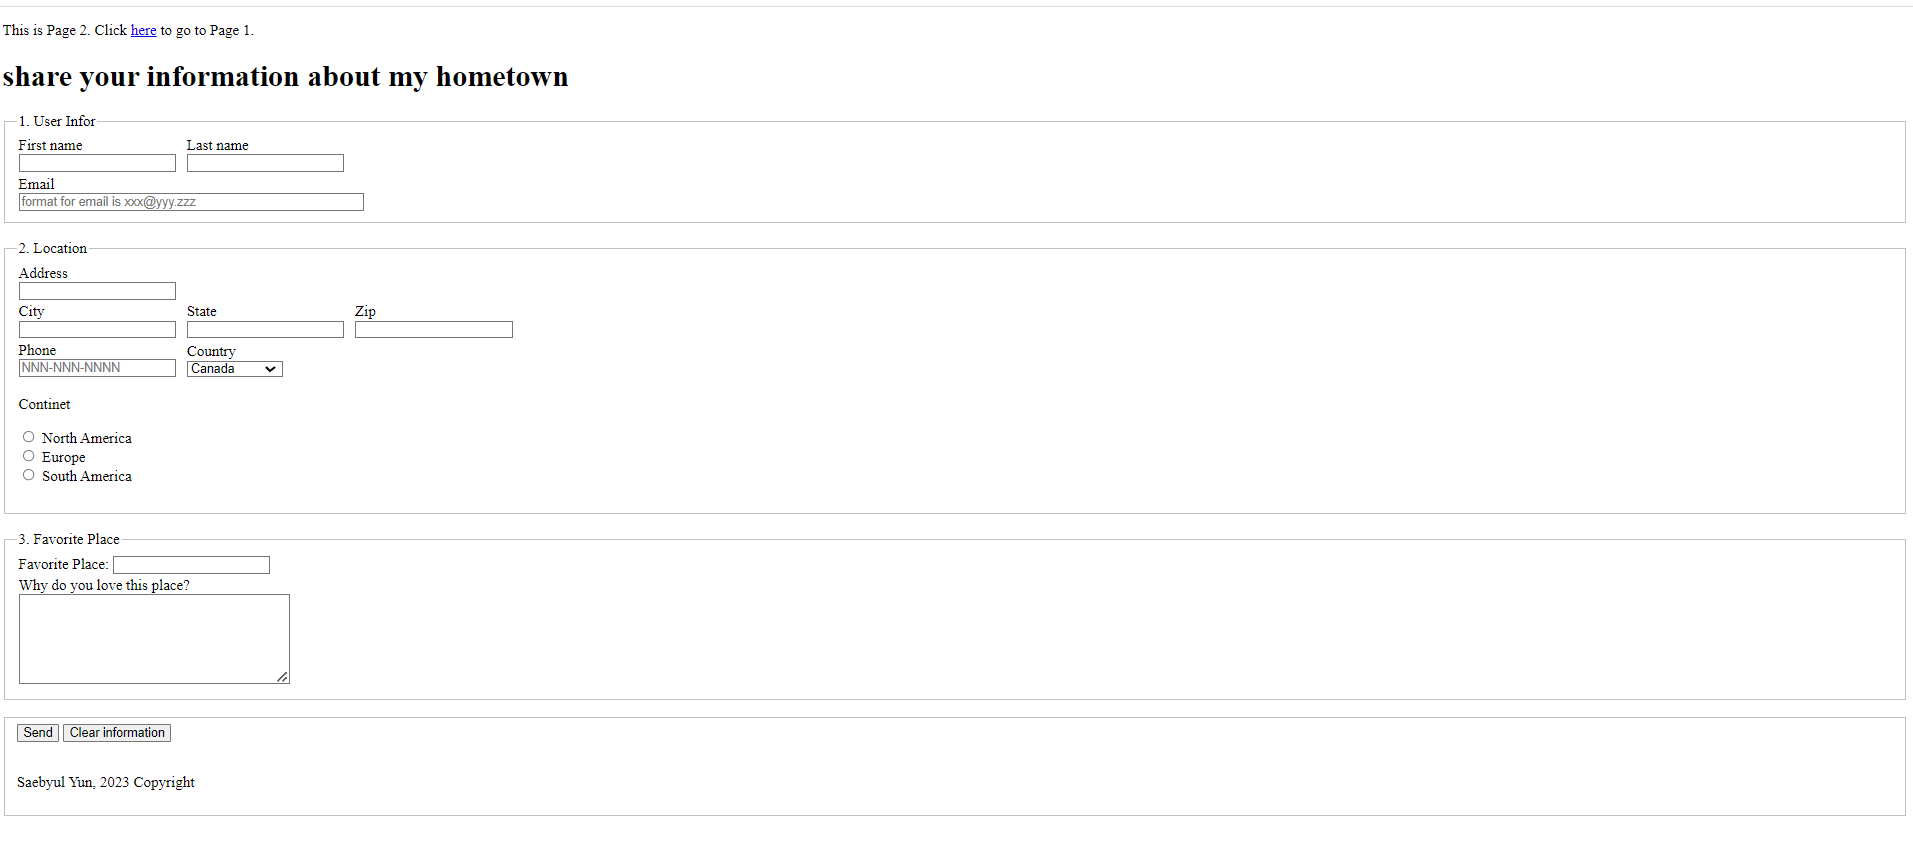 This is Page 2. Click here to go to Page 1.
share your information about my hometown
1. User Infor
First name Last name
Email
format for email is xxx@yyy.zzz
2. Location
Address
City State Zip
Phone Country
NNN-NNN-NNNN Canada
Continet
North America
Europe
South America
3. Favorite Place
Favorite Place:
Why do you love this place?
Send Clear information
Saebyul Yun, 2023 Copyright